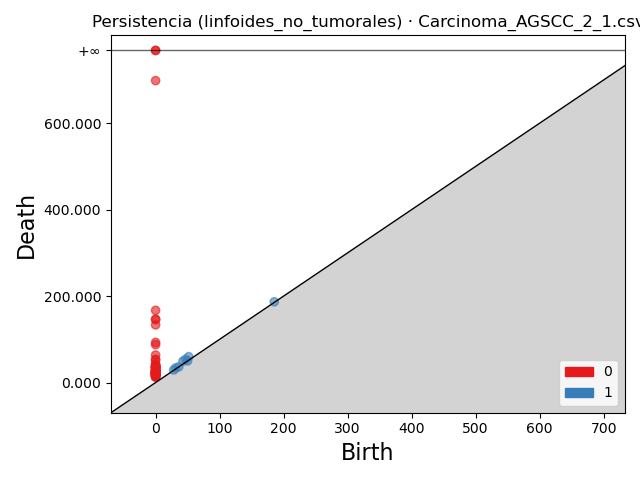 Persistencia (linfoides_no_tumorales) · Carcinoma_AGSCC_2_1.csv
+∞
600.000
400.000
200.000
0.000
Death
0 100 200 300 400 500 600 700
Birth
0
1